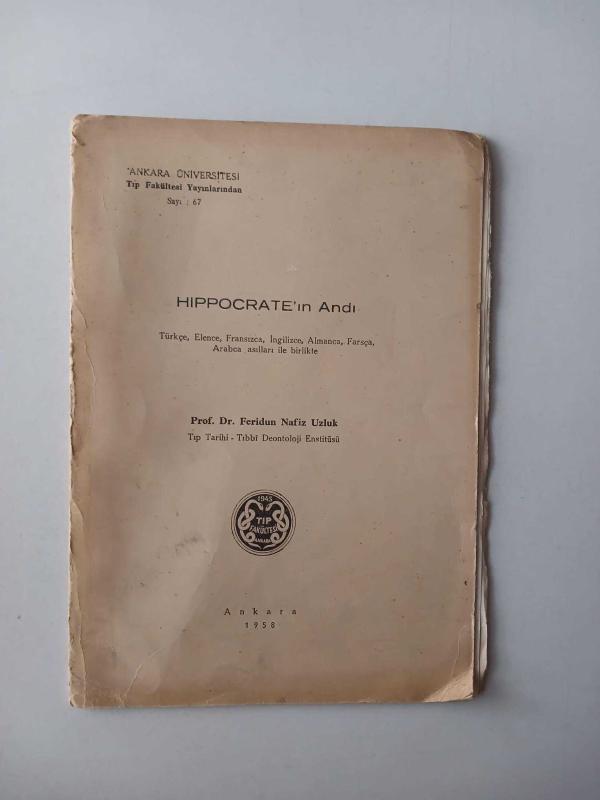 ANKARA ÜNİVERSİTESİ
Tıp Fakültesi Yayınlarından
Sayı : 67
HIPPOCRATE'ın Andı
Türkçe, Elence, Fransızca, İngilizce, Almanca, Farsça,
Arabca asılları ile birlikte
Prof. Dr. Feridun Nafiz Uzluk
Tıp Tarihi - Tıbbî Deontoloji Enstitüsü
1945
TIP
FAKÜLTESİ
ANKARA
Ankara
1958